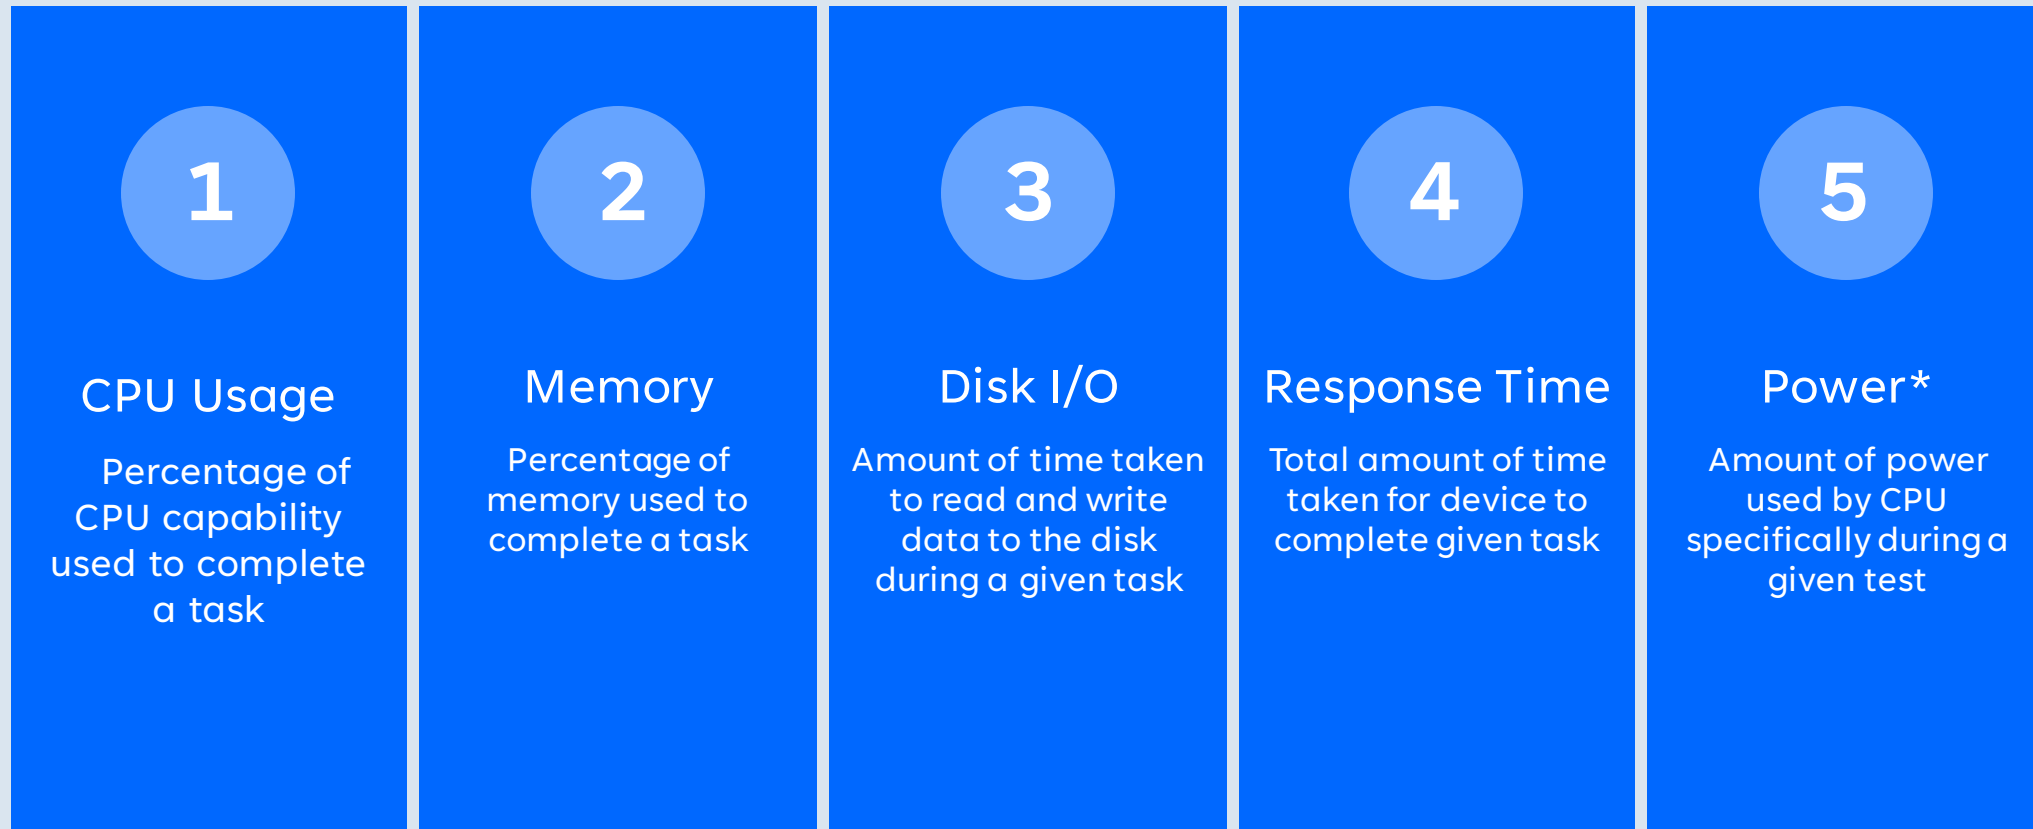 1
CPU Usage
Percentage of
CPU capability
used to complete
a task
2
Memory
Percentage of
memory used to
complete a task
3
Disk I/O
Amount of time taken
to read and write
data to the disk
during a given task
4
Response Time
Total amount of time
taken for device to
complete given task
5
Power*
Amount of power
used by CPU
specifically during a
given test